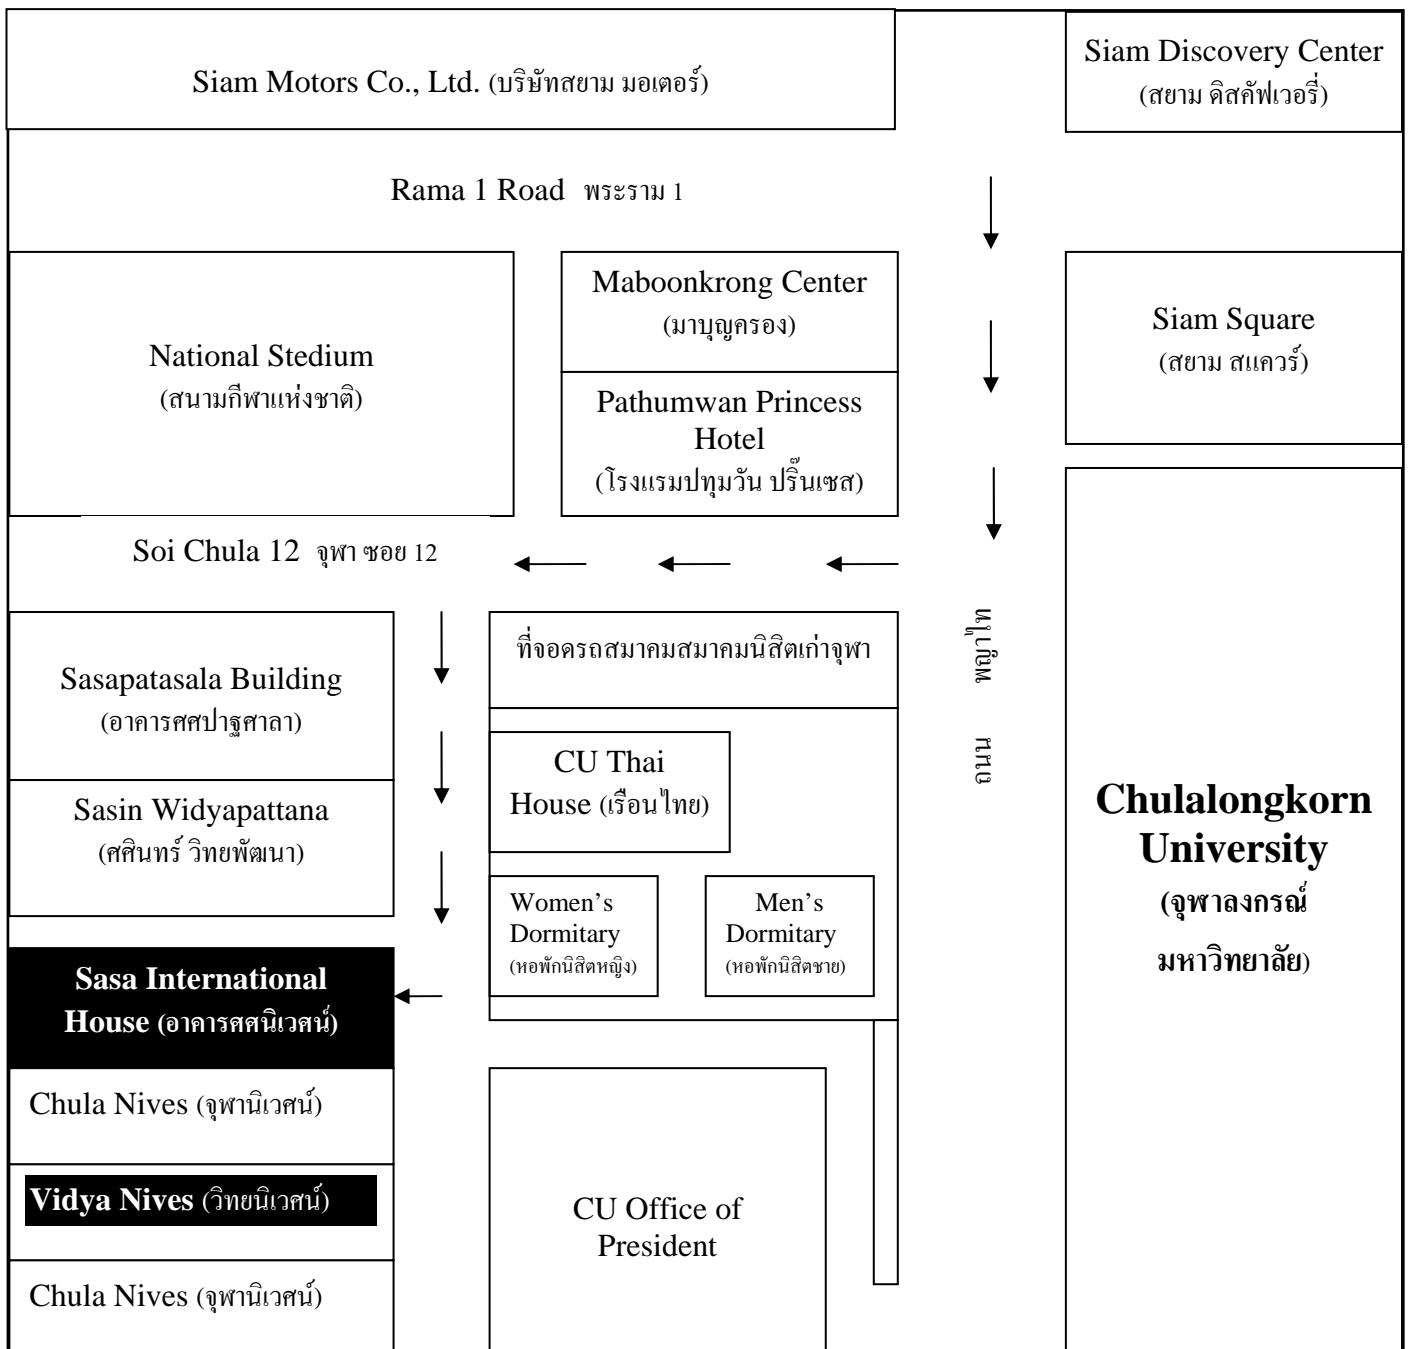 Siam Motors Co., Ltd. (บริษัทสยาม มอเตอร์)
Siam Discovery Center
(สยาม ดิสคัฟเวอรี่)
Rama 1 Road พระราม 1
National Stedium
(สนามกีฬาแห่งชาติ)
Maboonkrong Center
(มาบุญครอง)
Pathumwan Princess
Hotel
(โรงแรมปทุมวัน ปริ๊นเซส)
Siam Square
(สยาม สแควร์)
Soi Chula 12 จุฬา ซอย 12
ถนน พญาไท
Sasapatasala Building
(อาคารศศปาฐศาลา)
Sasin Widyapattana
(ศศินทร์ วิทยพัฒนา)
ที่จอดรถสมาคมสมาคมนิสิตเก่าจุฬา
CU Thai
House (เรือนไทย)
Women's
Dormitary
(หอพักนิสิตหญิง)
Men's
Dormitary
(หอพักนิสิตชาย)
Chulalongkorn
University
(จุฬาลงกรณ์
มหาวิทยาลัย)
Sasa International
House (อาคารศศนิเวศน์)
Chula Nives (จุฬานิเวศน์)
Vidya Nives (วิทยนิเวศน์)
Chula Nives (จุฬานิเวศน์)
CU Office of
President